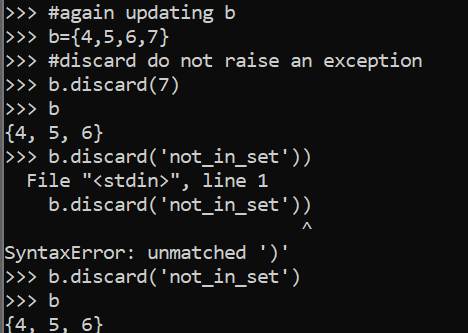 >>> #again updating b
>>> b={4,5,6,7}
>>> #discard do not raise an exception
>>> b.discard(7)
>>> b
{4, 5, 6}
>>> b.discard('not_in_set'))
  File "<stdin>", line 1
    b.discard('not_in_set'))
                           ^
SyntaxError: unmatched ')'
>>> b.discard('not_in_set')
>>> b
{4, 5, 6}